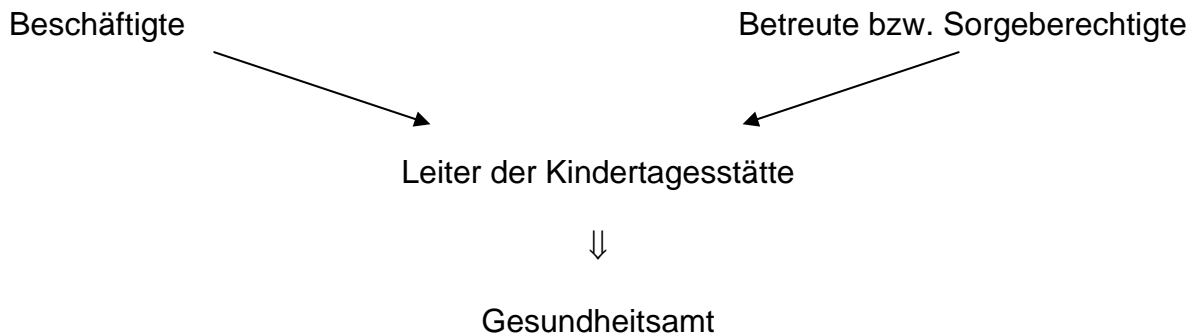 Beschäftigte Betreute bzw. Sorgeberechtigte
Leiter der Kindertagesstätte
⇓
Gesundheitsamt